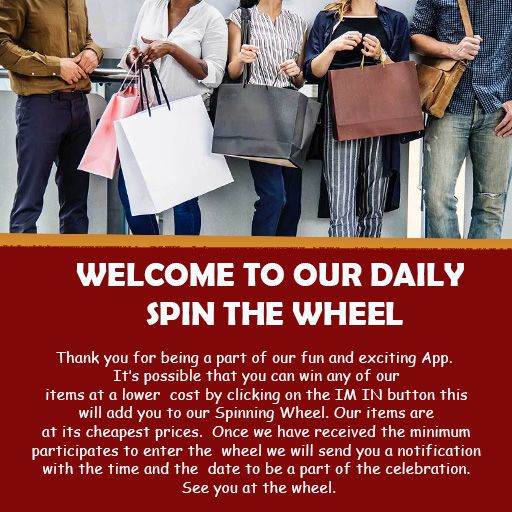 WELCOME TO OUR DAILY
SPIN THE WHEEL
Thank you for being a part of our fun and exciting App.
It's possible that you can win any of our
items at a lower cost by clicking on the IM IN button this
will add you to our Spinning Wheel. Our items are
at its cheapest prices. Once we have received the minimum
participates to enter the wheel we will send you a notification
with the time and the date to be a part of the celebration.
See you at the wheel.